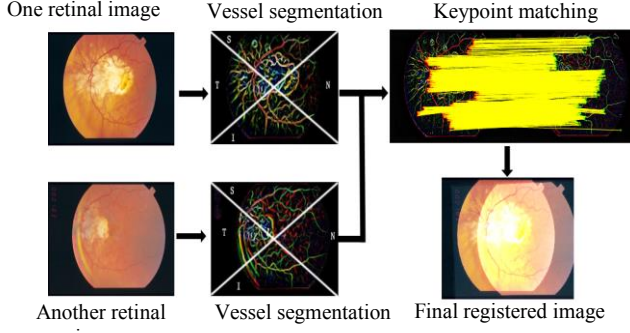 One retinal image
Vessel segmentation
Keypoint matching
S
T
N
I
S
T
N
I
Another retinal
Vessel segmentation
Final registered image